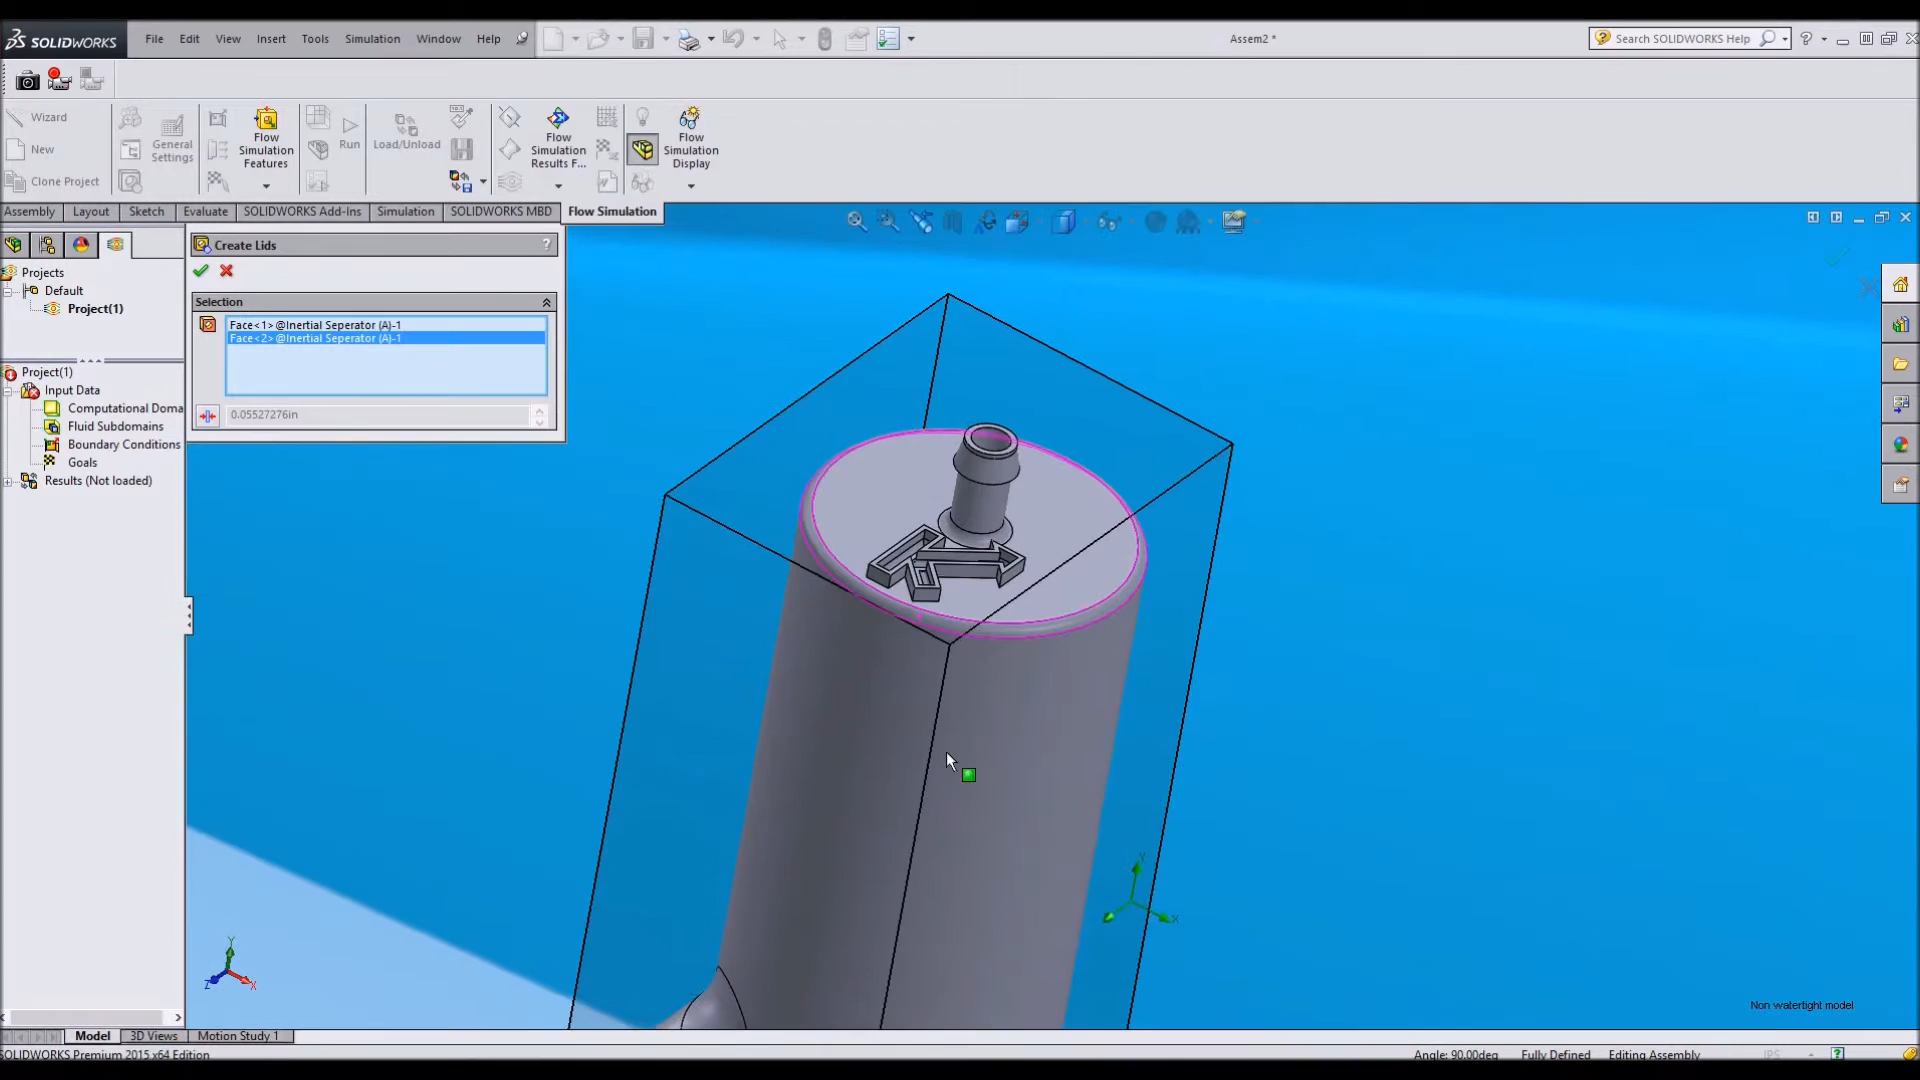 SOLIDWORKS File Edit View Insert Tools Simulation Window Help Assem2 * Search SOLIDWORKS Help
Wizard
New
Clone Project
General Settings
Flow Simulation Features
Run
Load/Unload
Flow Simulation Results F...
Flow Simulation Display
Assembly Layout Sketch Evaluate SOLIDWORKS Add-Ins Simulation SOLIDWORKS MBD Flow Simulation
Create Lids ?
Selection
Face<1>@Inertial Seperator (A)-1
Face<2>@Inertial Seperator (A)-1
0.05527276in
Projects
Default
Project(1)
Project(1)
Input Data
Computational Doma
Fluid Subdomains
Boundary Conditions
Goals
Results (Not loaded)
Y
Z X
Y
X
Non watertight model
Model 3D Views Motion Study 1
SOLIDWORKS Premium 2015 x64 Edition Angle: 90.00deg Fully Defined Editing Assembly IPS